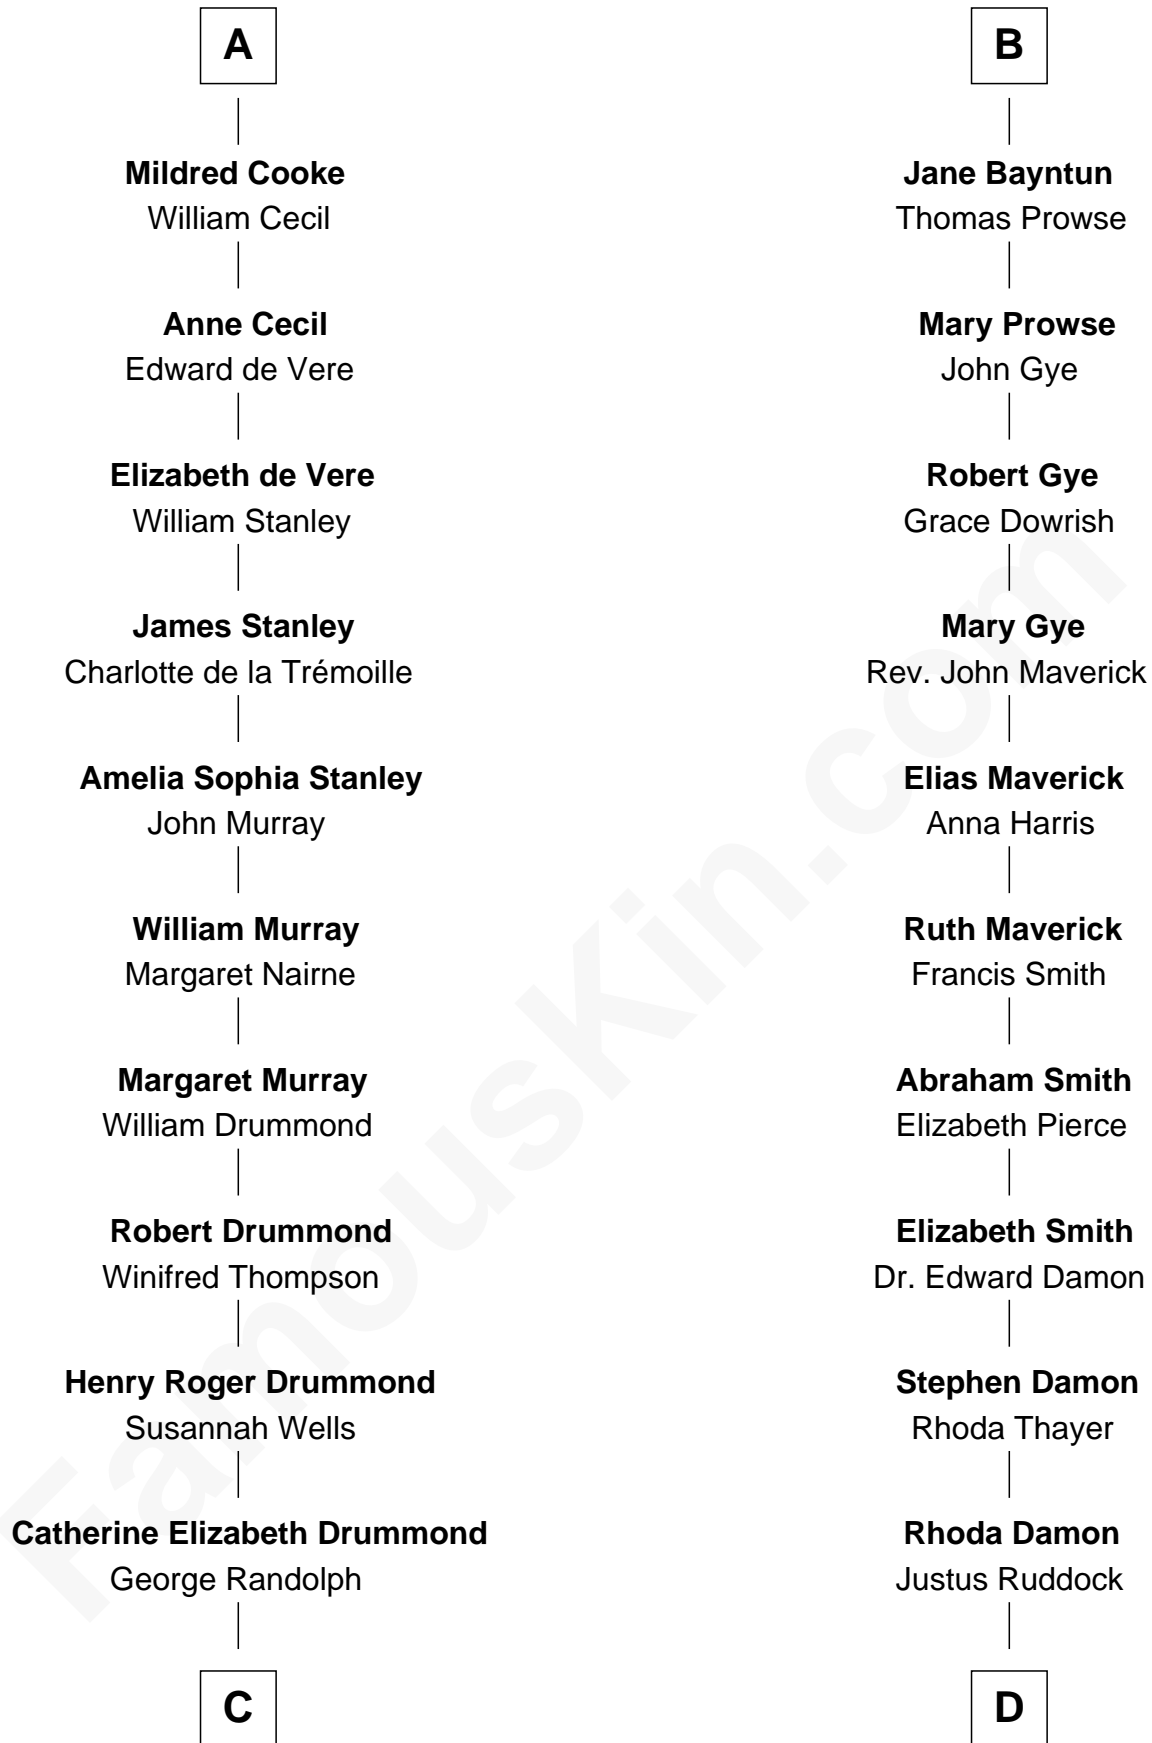 A
Mildred Cooke
William Cecil
Anne Cecil
Edward de Vere
Elizabeth de Vere
William Stanley
James Stanley
Charlotte de la Trémoille
Amelia Sophia Stanley
John Murray
William Murray
Margaret Nairne
Margaret Murray
William Drummond
Robert Drummond
Winifred Thompson
Henry Roger Drummond
Susannah Wells
Catherine Elizabeth Drummond
George Randolph
C
B
Jane Bayntun
Thomas Prowse
Mary Prowse
John Gye
Robert Gye
Grace Dowrish
Mary Gye
Rev. John Maverick
Elias Maverick
Anna Harris
Ruth Maverick
Francis Smith
Abraham Smith
Elizabeth Pierce
Elizabeth Smith
Dr. Edward Damon
Stephen Damon
Rhoda Thayer
Rhoda Damon
Justus Ruddock
D
FamousKin.com